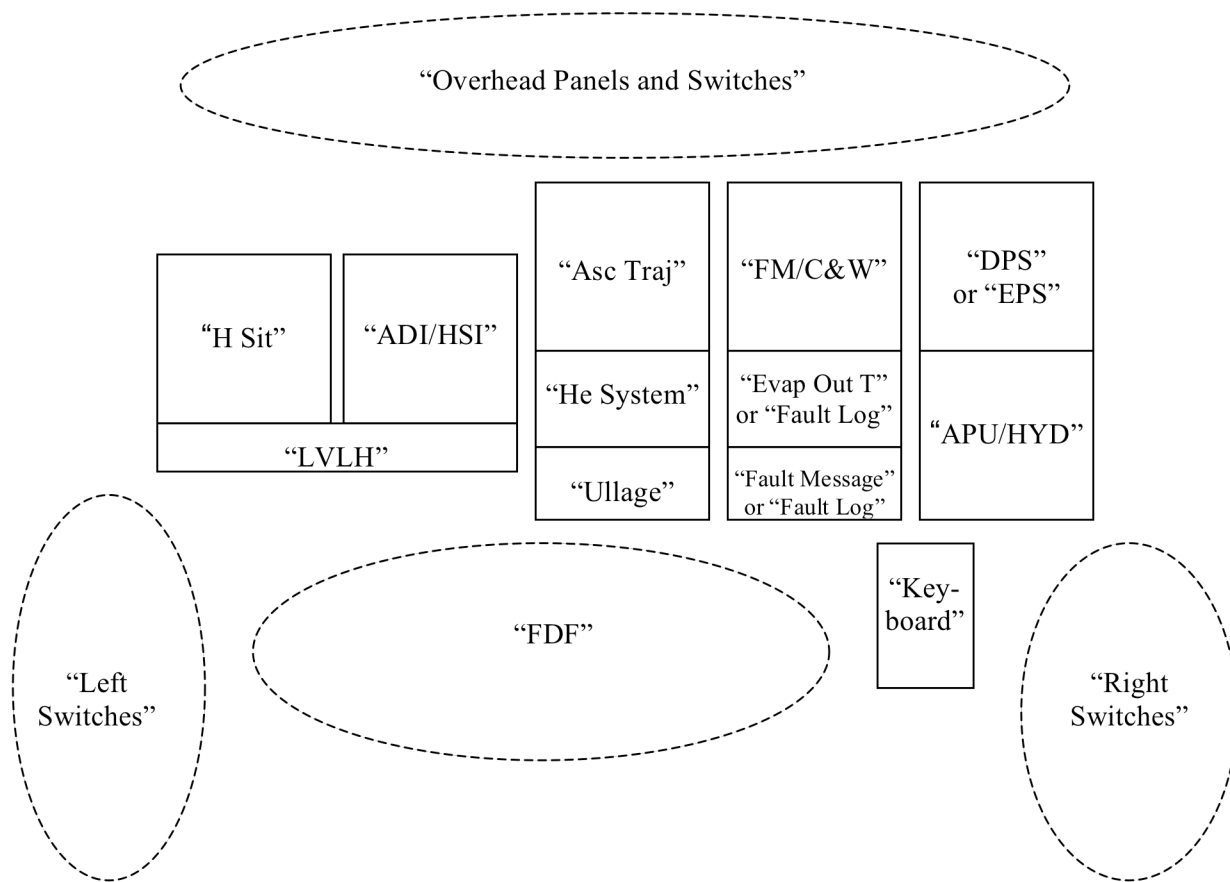 “Overhead Panels and Switches”
“H Sit”
“ADI/HSI”
“LVLH”
“Asc Traj”
“He System”
“Ullage”
“FM/C&W”
“Evap Out T”
or “Fault Log”
“Fault Message”
or “Fault Log”
“DPS”
or “EPS”
“APU/HYD”
“Left
Switches”
“FDF”
“Key-
board”
“Right
Switches”